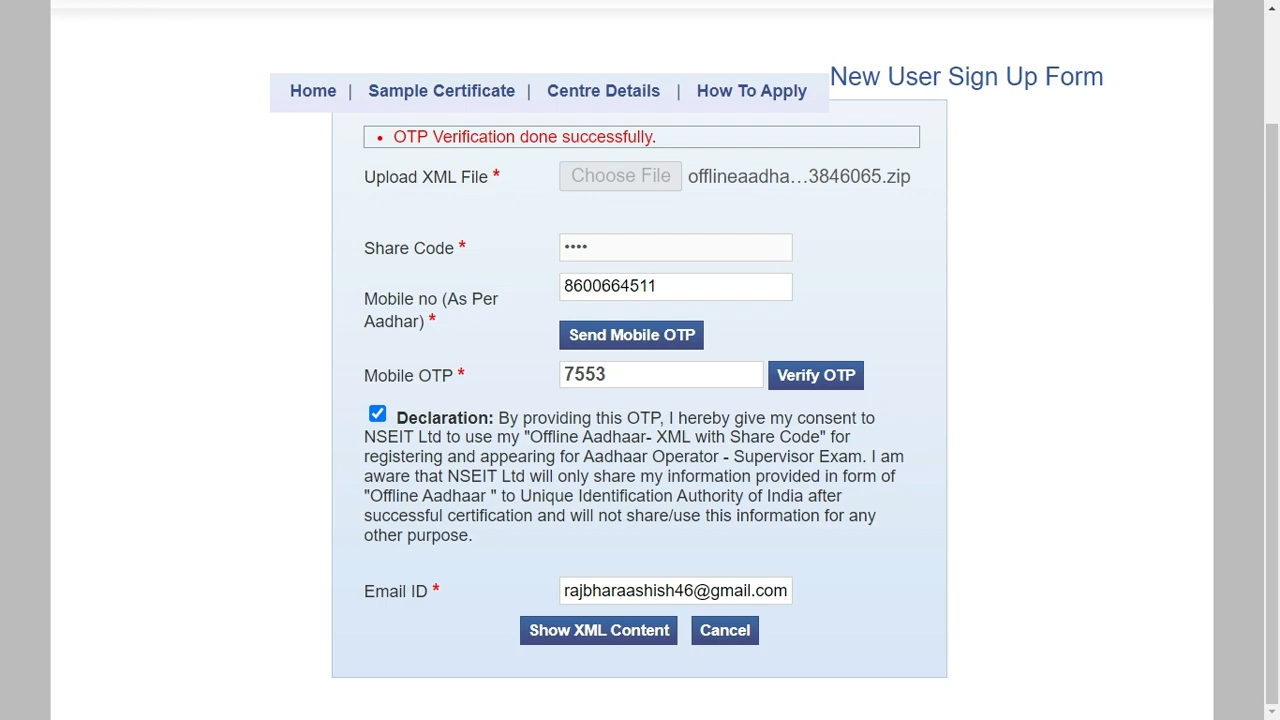 New User Sign Up Form
Home | Sample Certificate | Centre Details | How To Apply
• OTP Verification done successfully.
Upload XML File * Choose File offlineaadha…3846065.zip
Share Code * ••••
Mobile no (As Per
Aadhar) * 8600664511
Send Mobile OTP
Mobile OTP * 7553 Verify OTP
Declaration: By providing this OTP, I hereby give my consent to
NSEIT Ltd to use my "Offline Aadhaar- XML with Share Code" for
registering and appearing for Aadhaar Operator - Supervisor Exam. I am
aware that NSEIT Ltd will only share my information provided in form of
"Offline Aadhaar " to Unique Identification Authority of India after
successful certification and will not share/use this information for any
other purpose.
Email ID * rajbharaashish46@gmail.com
Show XML Content Cancel